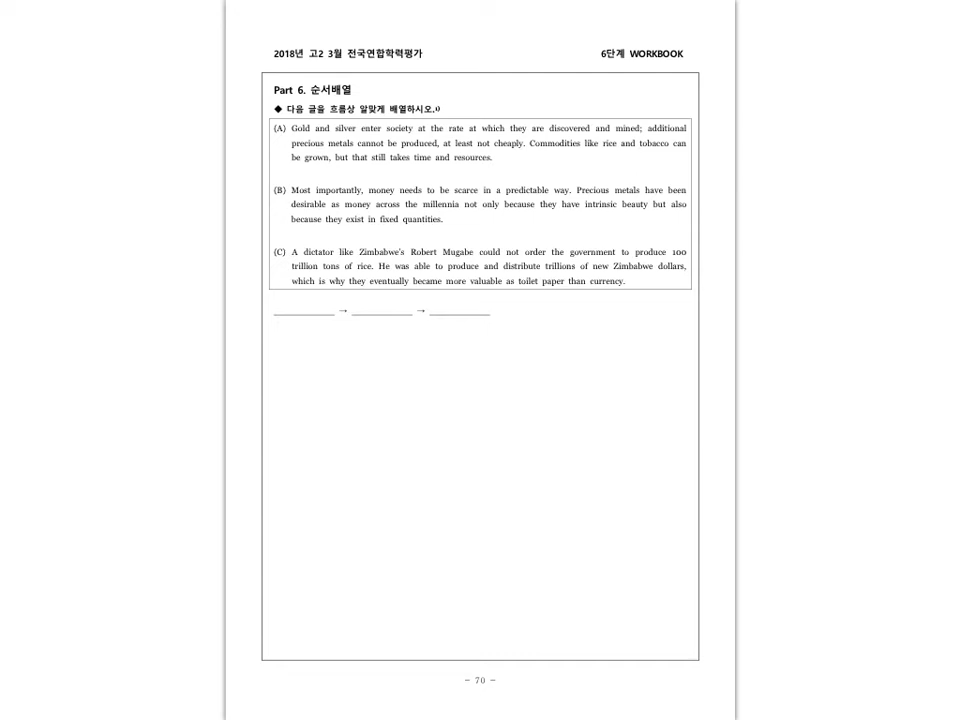 2018년 고2 3월 전국연합학력평가
6단계 WORKBOOK
Part 6. 순서배열
◆ 다음 글을 흐름상 알맞게 배열하시오.1)
(A) Gold and silver enter society at the rate at which they are discovered and mined; additional
precious metals cannot be produced, at least not cheaply. Commodities like rice and tobacco can
be grown, but that still takes time and resources.
(B) Most importantly, money needs to be scarce in a predictable way. Precious metals have been
desirable as money across the millennia not only because they have intrinsic beauty but also
because they exist in fixed quantities.
(C) A dictator like Zimbabwe's Robert Mugabe could not order the government to produce 100
trillion tons of rice. He was able to produce and distribute trillions of new Zimbabwe dollars,
which is why they eventually became more valuable as toilet paper than currency.
____________ → ____________ → ____________
- 70 -